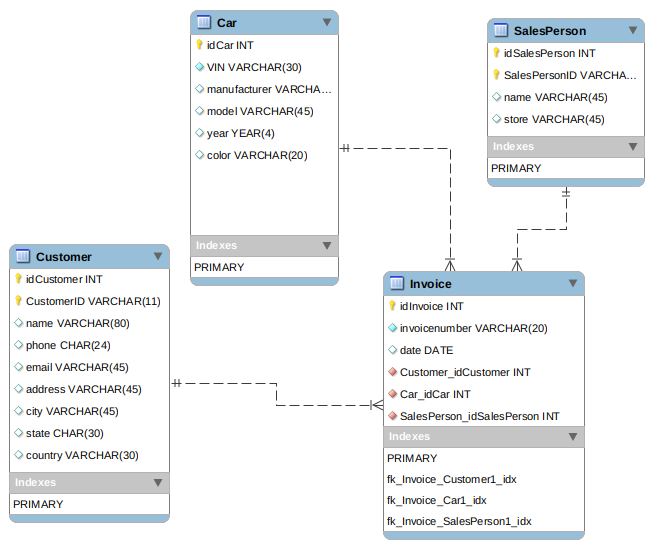 Car
idCar INT
VIN VARCHAR(30)
manufacturer VARCHA...
model VARCHAR(45)
year YEAR(4)
color VARCHAR(20)
Indexes
PRIMARY
SalesPerson
idSalesPerson INT
SalesPersonID VARCHA...
name VARCHAR(45)
store VARCHAR(45)
Indexes
PRIMARY
Customer
idCustomer INT
CustomerID VARCHAR(11)
name VARCHAR(80)
phone CHAR(24)
email VARCHAR(45)
address VARCHAR(45)
city VARCHAR(45)
state CHAR(30)
country VARCHAR(30)
Indexes
PRIMARY
Invoice
idInvoice INT
invoicenumber VARCHAR(20)
date DATE
Customer_idCustomer INT
Car_idCar INT
SalesPerson_idSalesPerson INT
Indexes
PRIMARY
fk_Invoice_Customer1_idx
fk_Invoice_Car1_idx
fk_Invoice_SalesPerson1_idx